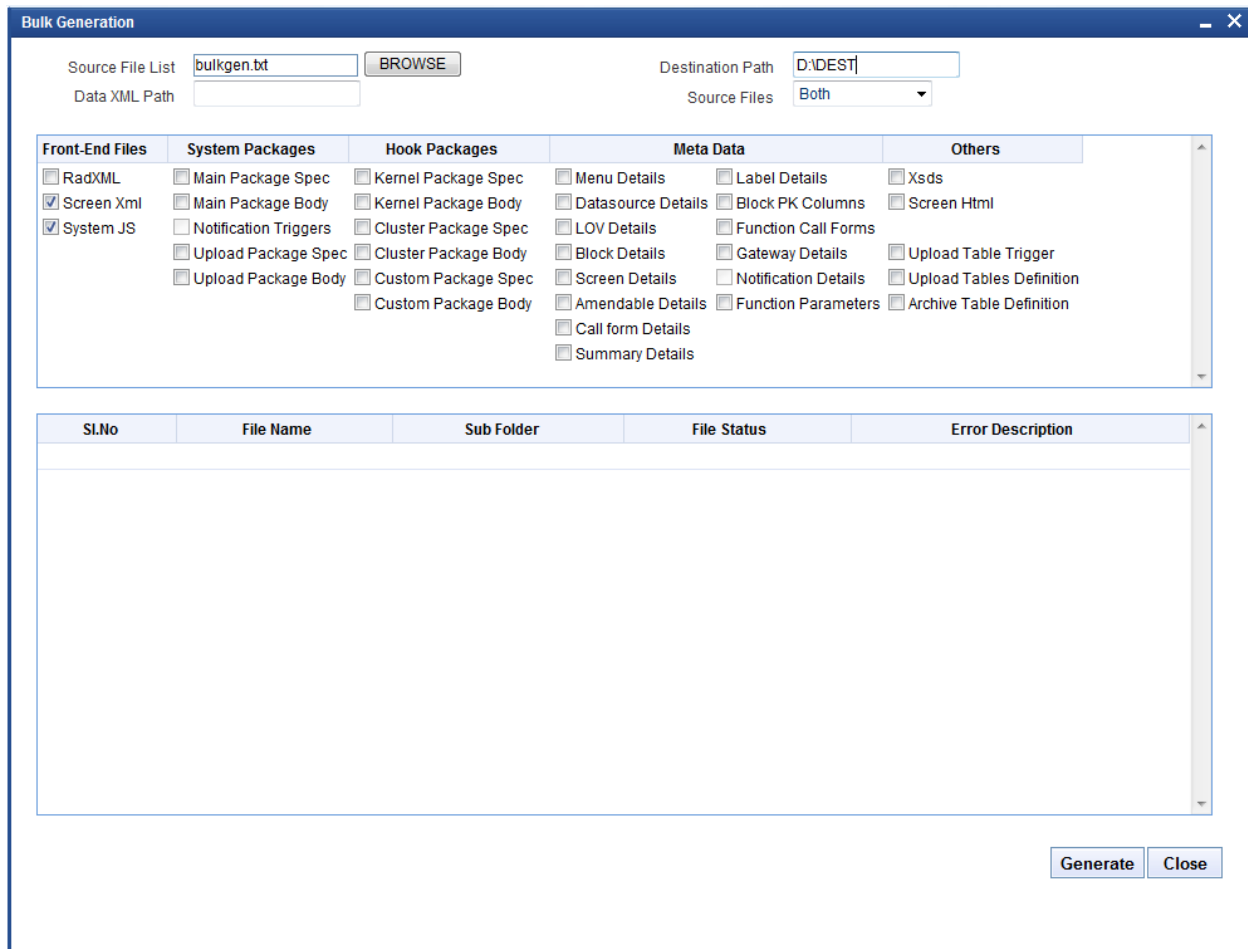 Bulk Generation
Source File List bulkgen.txt BROWSE Destination Path D:\DEST
Data XML Path Source Files Both
Front-End Files System Packages Hook Packages Meta Data Others
RadXML Main Package Spec Kernel Package Spec Menu Details Label Details Xsds
Screen Xml Main Package Body Kernel Package Body Datasource Details Block PK Columns Screen Html
System JS Notification Triggers Cluster Package Spec LOV Details Function Call Forms
Upload Package Spec Cluster Package Body Block Details Gateway Details Upload Table Trigger
Upload Package Body Custom Package Spec Screen Details Notification Details Upload Tables Definition
Custom Package Body Amendable Details Function Parameters Archive Table Definition
Call form Details
Summary Details
Sl.No File Name Sub Folder File Status Error Description
Generate Close